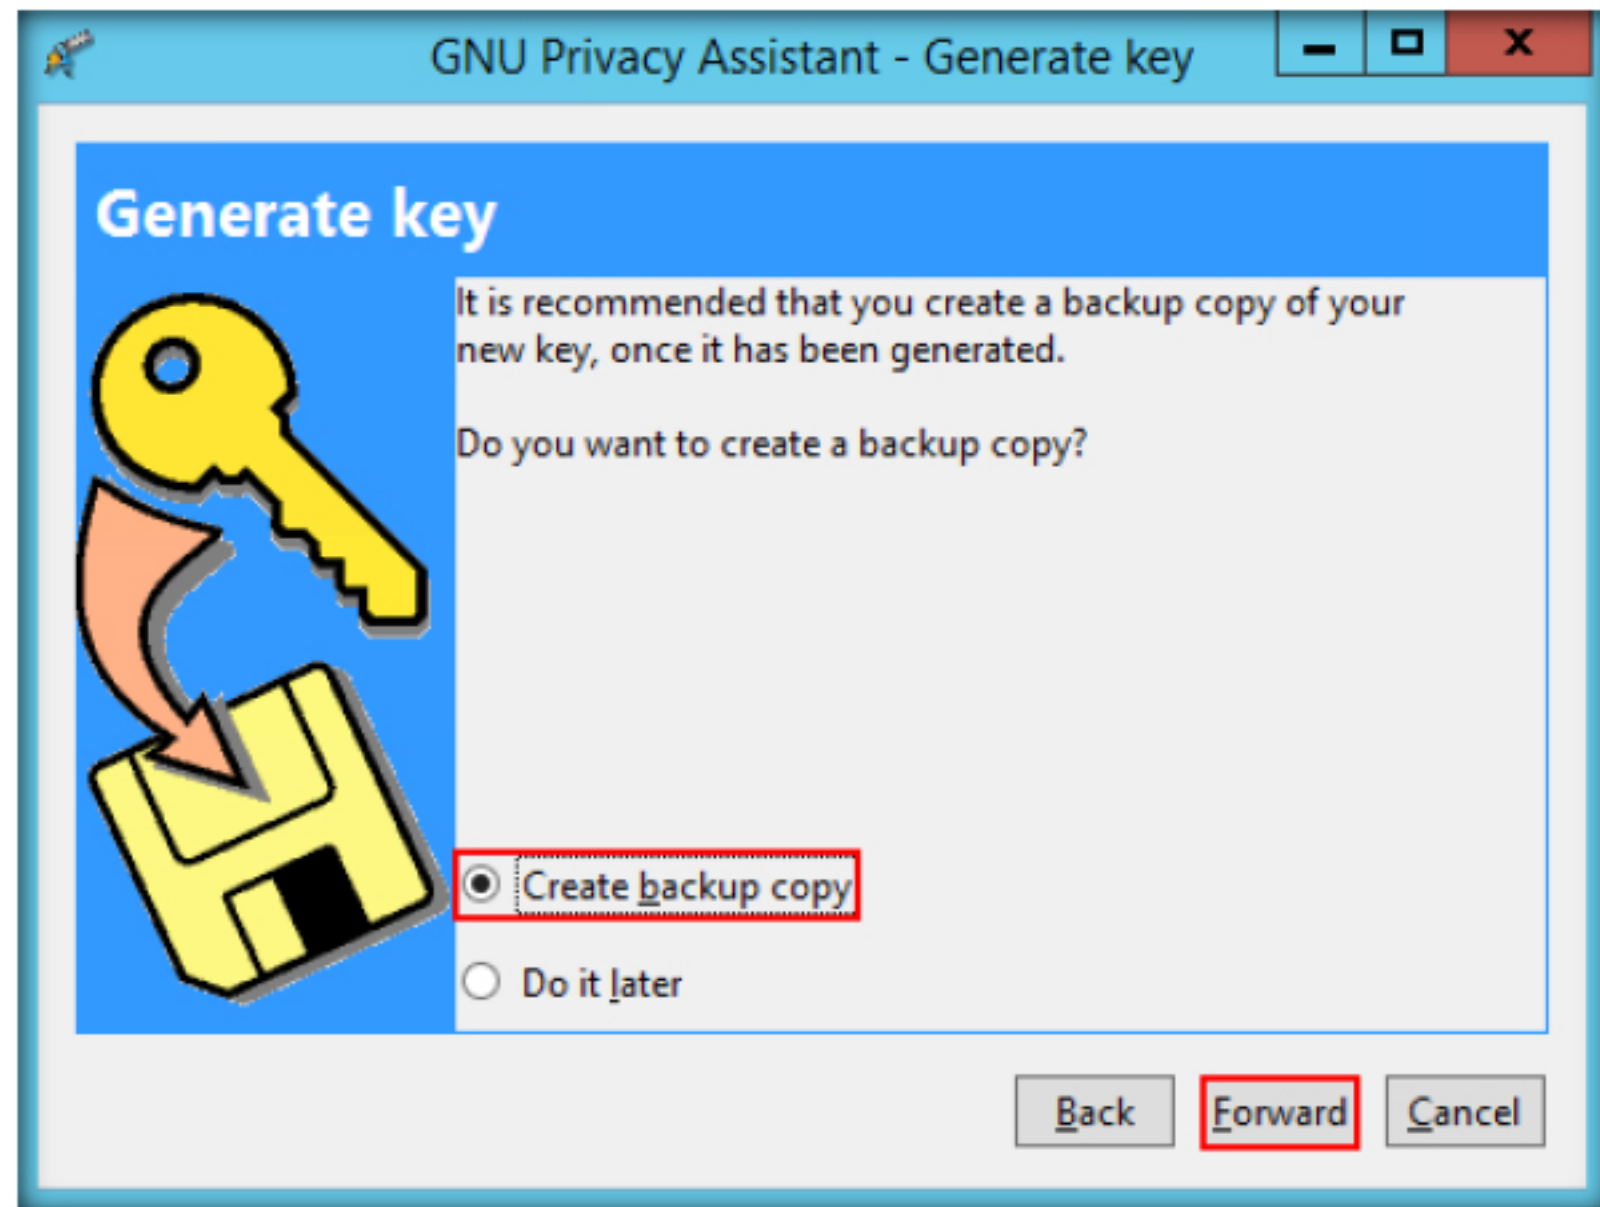 GNU Privacy Assistant - Generate key
Generate key
It is recommended that you create a backup copy of your
new key, once it has been generated.
Do you want to create a backup copy?
Create backup copy
Do it later
Back Forward Cancel